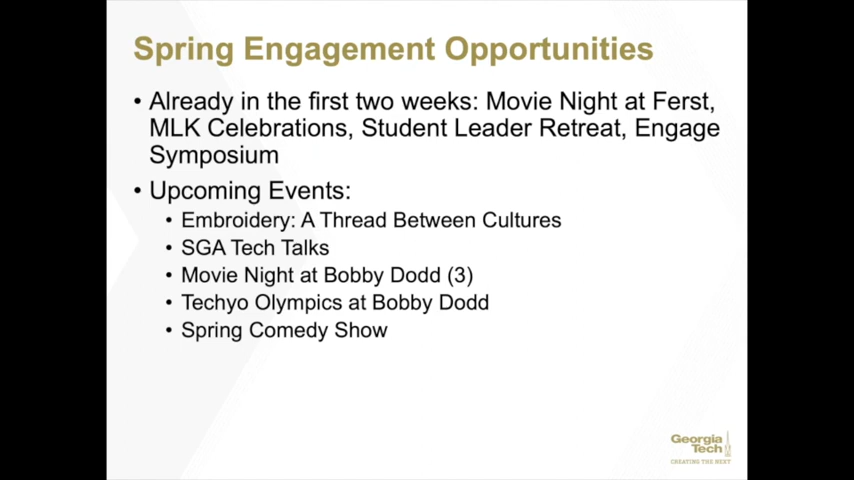 Spring Engagement Opportunities
• Already in the first two weeks: Movie Night at Ferst,
MLK Celebrations, Student Leader Retreat, Engage
Symposium
• Upcoming Events:
• Embroidery: A Thread Between Cultures
• SGA Tech Talks
• Movie Night at Bobby Dodd (3)
• Techyo Olympics at Bobby Dodd
• Spring Comedy Show
Georgia
Tech
CREATING THE NEXT